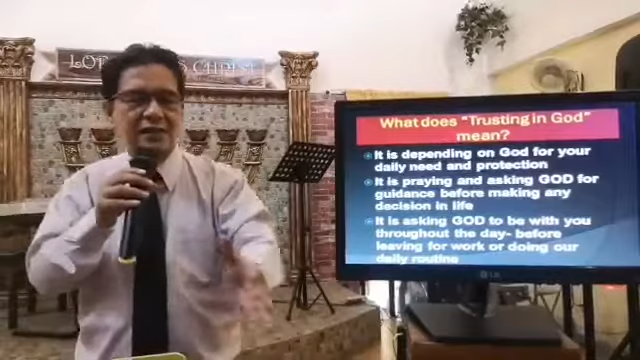 LOR
CHRIST
What does "Trusting in God"
mean?
It is depending on GOD for your
daily need and protection
It is praying and asking GOD for
guidance before making any
decision in life
It is asking GOD to be with you
throughout the day- before
leaving for work or doing our
daily routine
LG